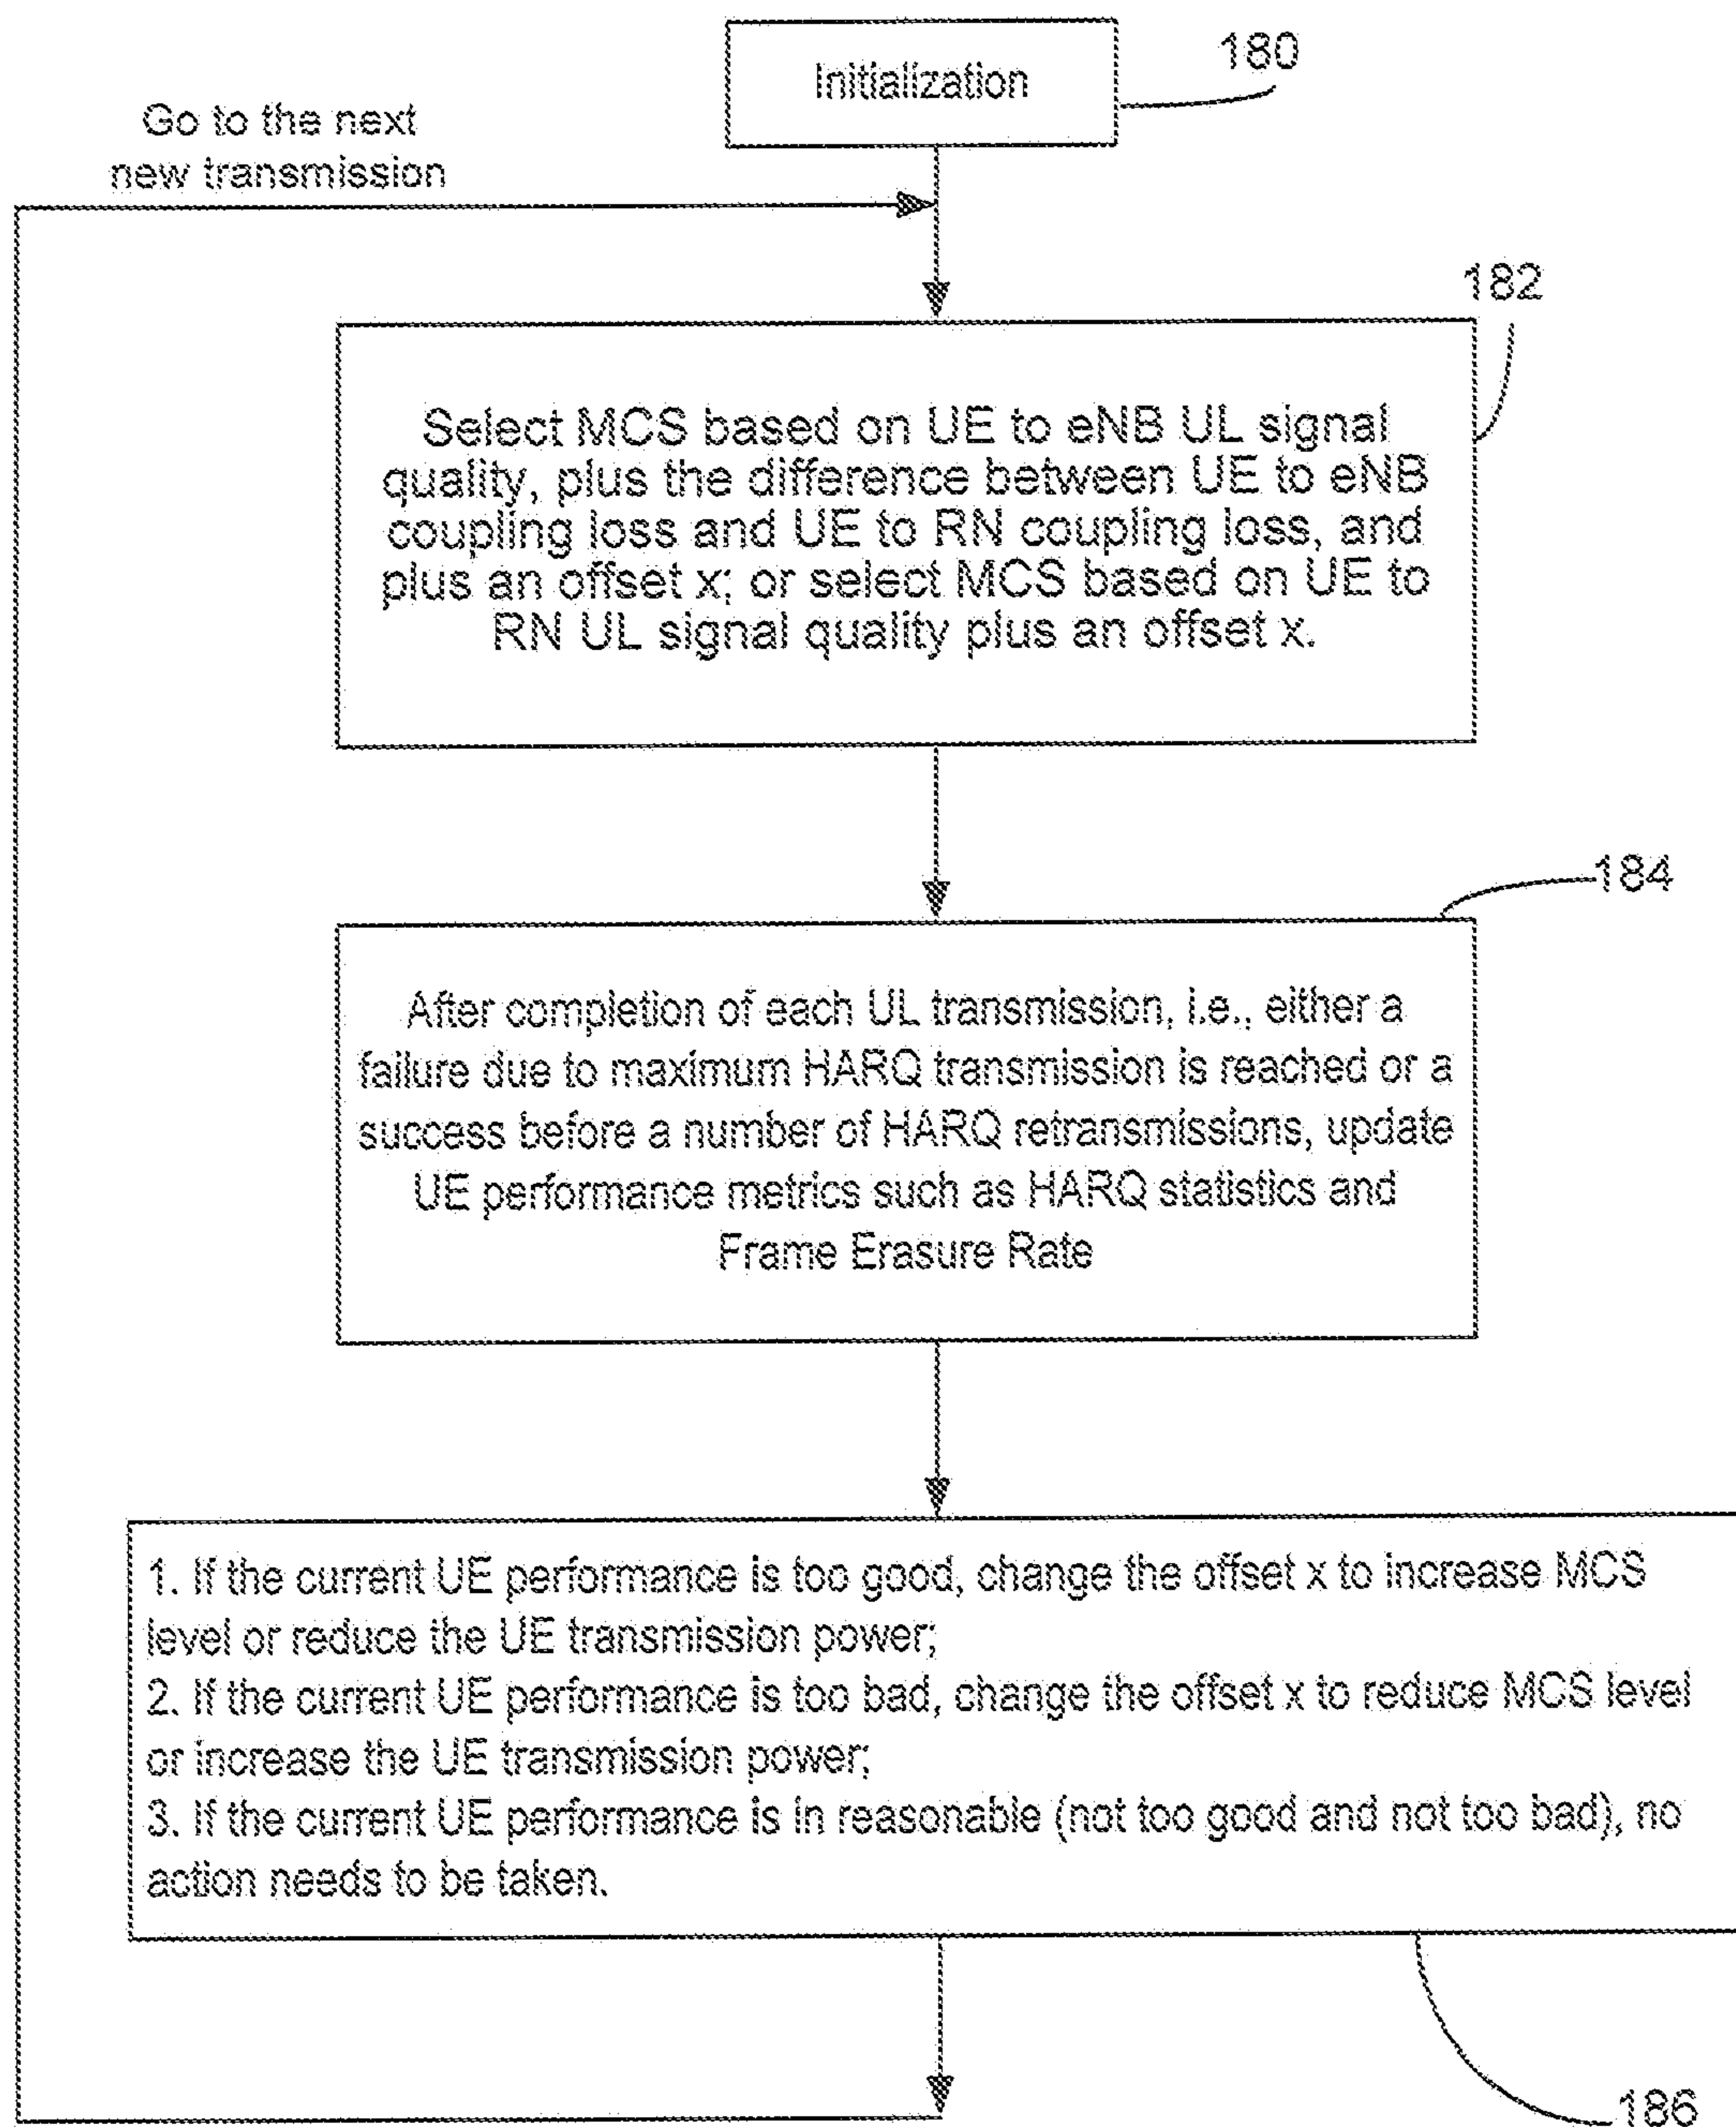 Initialization
180
Go to the next
new transmission
182
Select MCS based on UE to eNB UL signal
quality, plus the difference between UE to eNB
coupling loss and UE to RN coupling loss, and
plus an offset x; or select MCS based on UE to
RN UL signal quality plus an offset x.
184
After completion of each UL transmission, i.e., either a
failure due to maximum HARQ transmission is reached or a
success before a number of HARQ retransmissions, update
UE performance metrics such as HARQ statistics and
Frame Erasure Rate
1. If the current UE performance is too good, change the offset x to increase MCS
level or reduce the UE transmission power;
2. If the current UE performance is too bad, change the offset x to reduce MCS level
or increase the UE transmission power;
3. If the current UE performance is in reasonable (not too good and not too bad), no
action needs to be taken.
186